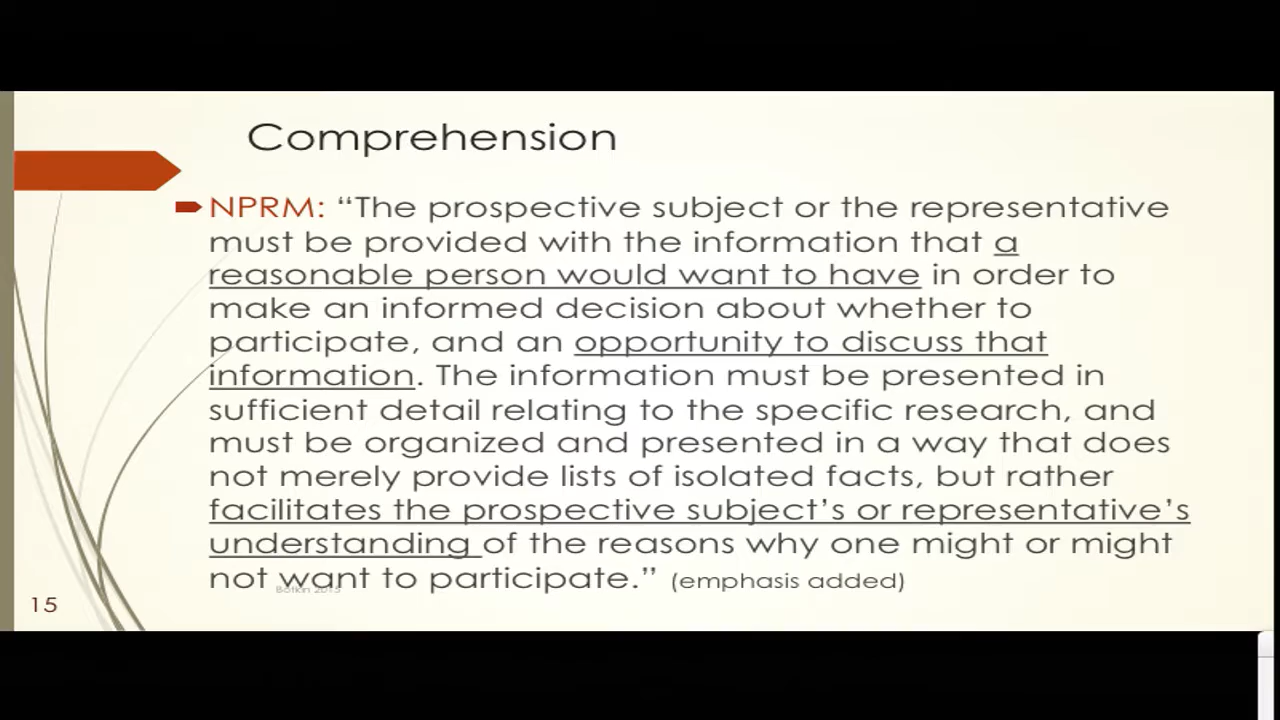 Comprehension
NPRM: “The prospective subject or the representative
must be provided with the information that a
reasonable person would want to have in order to
make an informed decision about whether to
participate, and an opportunity to discuss that
information. The information must be presented in
sufficient detail relating to the specific research, and
must be organized and presented in a way that does
not merely provide lists of isolated facts, but rather
facilitates the prospective subject’s or representative’s
understanding of the reasons why one might or might
not want to participate.” (emphasis added)
Botkin 2015
15